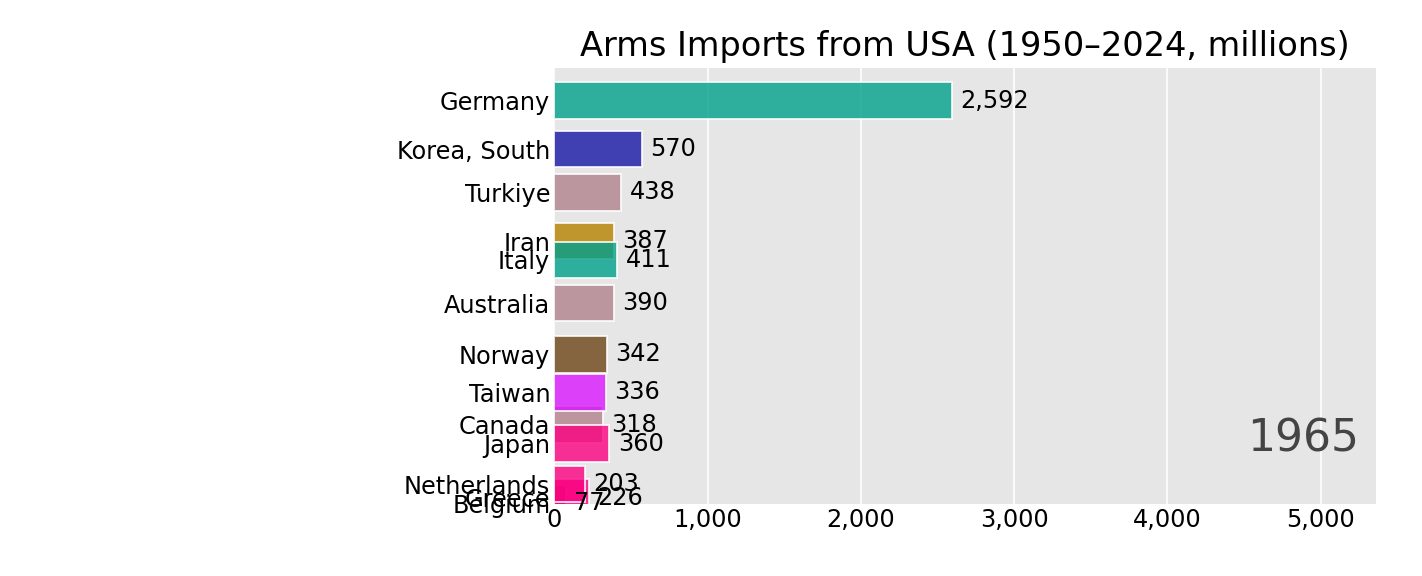 Arms Imports from USA (1950–2024, millions)
Germany 2,592
Korea, South 570
Turkiye 438
Iran 387
Italy 411
Australia 390
Norway 342
Taiwan 336
Canada 318
Japan 360
1965
Netherlands 203
Greece 226
Belgium 77
0 1,000 2,000 3,000 4,000 5,000